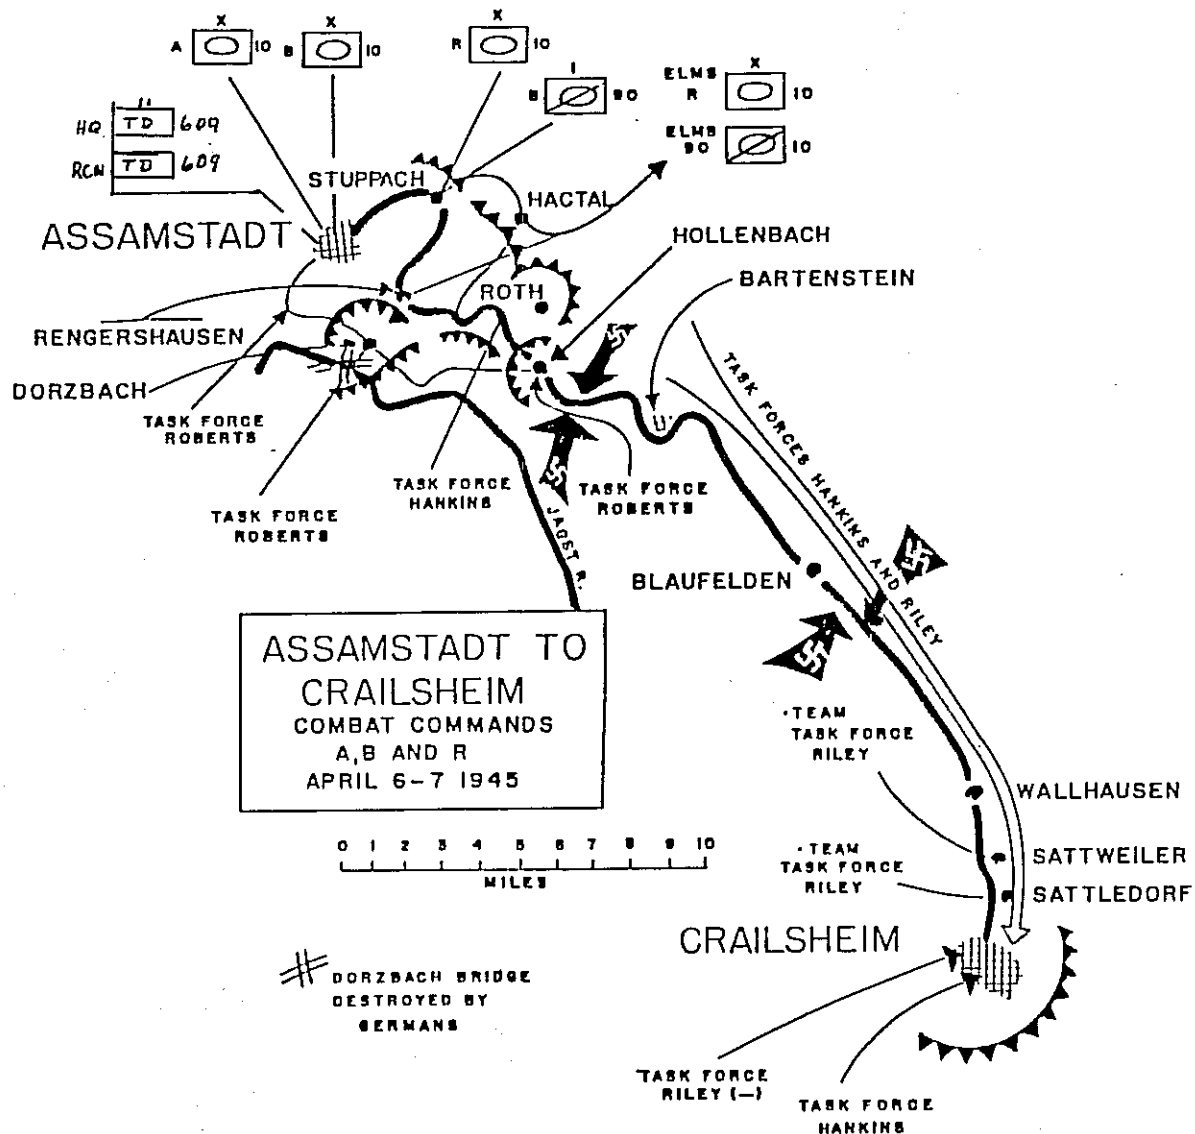 X
A 10
X
B 10
X
R 10
I
B 90
ELMS X
R 10
ELMS
90 10
II
HQ TD 609
RCN TD 609
STUPPACH
HACTAL
ASSAMSTADT
HOLLENBACH
BARTENSTEIN
ROTH
RENGERSHAUSEN
DORZBACH
TASK FORCE
ROBERTS
TASK FORCE
ROBERTS
TASK FORCE
HANKINS
TASK FORCE
ROBERTS
JAGST R.
TASK FORCES HANKINS AND RILEY
BLAUFELDEN
ASSAMSTADT TO
CRAILSHEIM
COMBAT COMMANDS
A,B AND R
APRIL 6-7 1945
TEAM
TASK FORCE
RILEY
WALLHAUSEN
0 1 2 3 4 5 6 7 8 9 10
MILES
TEAM
TASK FORCE
RILEY
SATTWEILER
SATTLEDORF
CRAILSHEIM
DORZBACH BRIDGE
DESTROYED BY
GERMANS
TASK FORCE
RILEY (—)
TASK FORCE
HANKINS